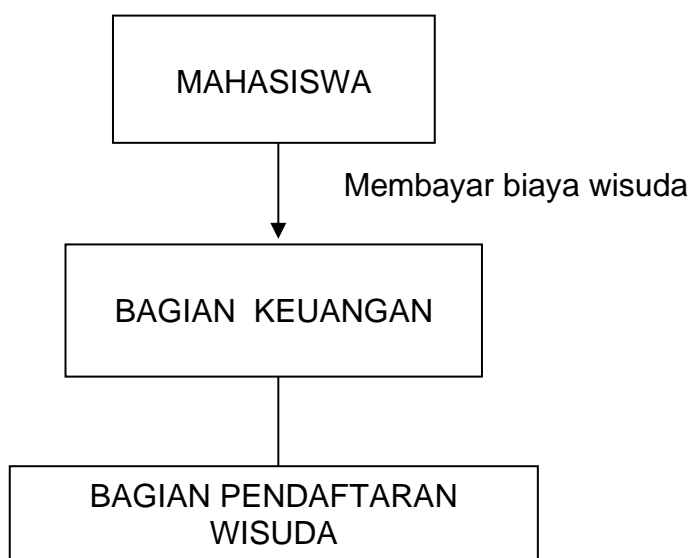 MAHASISWA
Membayar biaya wisuda
BAGIAN  KEUANGAN
BAGIAN PENDAFTARAN
WISUDA